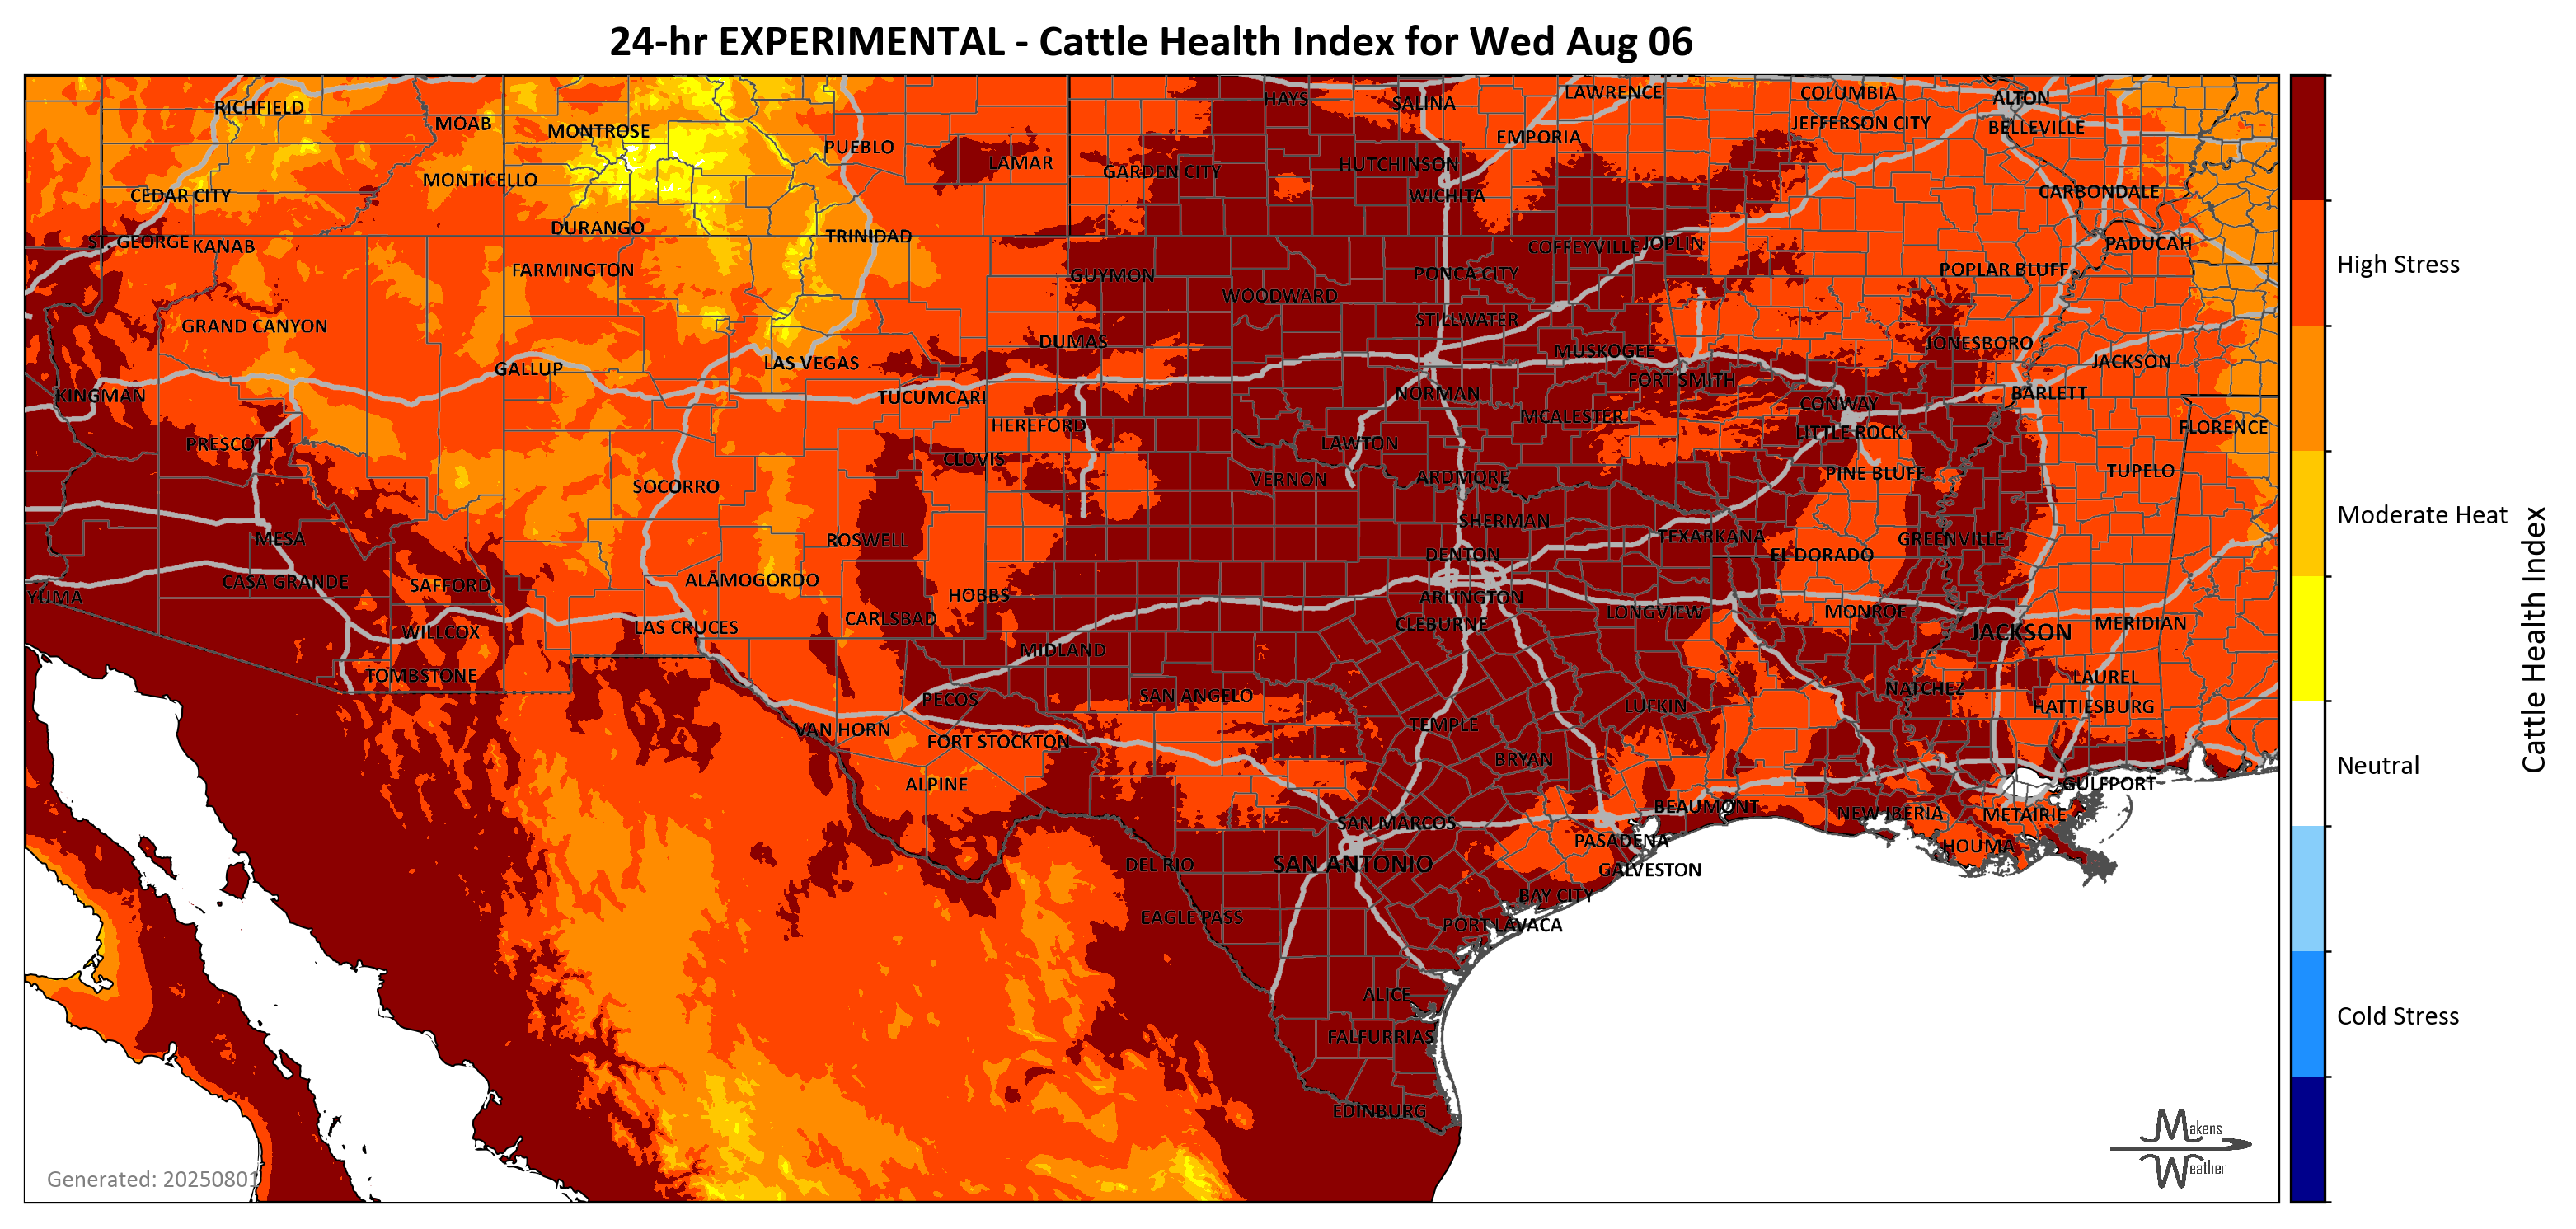 24-hr EXPERIMENTAL - Cattle Health Index for Wed Aug 06
RICHFIELD
MOAB
MONTROSE
PUEBLO
LAMAR
HAYS
SALINA
LAWRENCE
COLUMBIA
ALTON
EMPORIA
JEFFERSON CITY
BELLEVILLE
CEDAR CITY
MONTICELLO
GARDEN CITY
HUTCHINSON
WICHITA
CARBONDALE
ST. GEORGE
KANAB
DURANGO
TRINIDAD
COFFEYVILLE
JOPLIN
PADUCAH
FARMINGTON
GUYMON
PONCA CITY
POPLAR BLUFF
WOODWARD
High Stress
GRAND CANYON
STILLWATER
DUMAS
MUSKOGEE
JONESBORO
GALLUP
LAS VEGAS
FORT SMITH
JACKSON
KINGMAN
TUCUMCARI
NORMAN
CONWAY
BARLETT
PRESCOTT
HEREFORD
LAWTON
MCALESTER
LITTLE ROCK
FLORENCE
CLOVIS
SOCORRO
VERNON
ARDMORE
PINE BLUFF
TUPELO
Moderate Heat
SHERMAN
MESA
ROSWELL
DENTON
TEXARKANA
EL DORADO
GREENVILLE
YUMA
CASA GRANDE
SAFFORD
ALAMOGORDO
HOBBS
ARLINGTON
WILLCOX
LAS CRUCES
CARLSBAD
CLEBURNE
LONGVIEW
MONROE
JACKSON
MERIDIAN
TOMBSTONE
MIDLAND
PECOS
SAN ANGELO
LUFKIN
NATCHEZ
LAUREL
HATTIESBURG
VAN HORN
FORT STOCKTON
TEMPLE
BRYAN
Cattle Health Index
Neutral
ALPINE
BEAUMONT
NEW IBERIA
METAIRIE
GULFPORT
SAN MARCOS
PASADENA
HOUMA
DEL RIO
SAN ANTONIO
GALVESTON
BAY CITY
EAGLE PASS
PORT LAVACA
ALICE
Cold Stress
FALFURRIAS
EDINBURG
Makens
Weather
Generated: 20250801